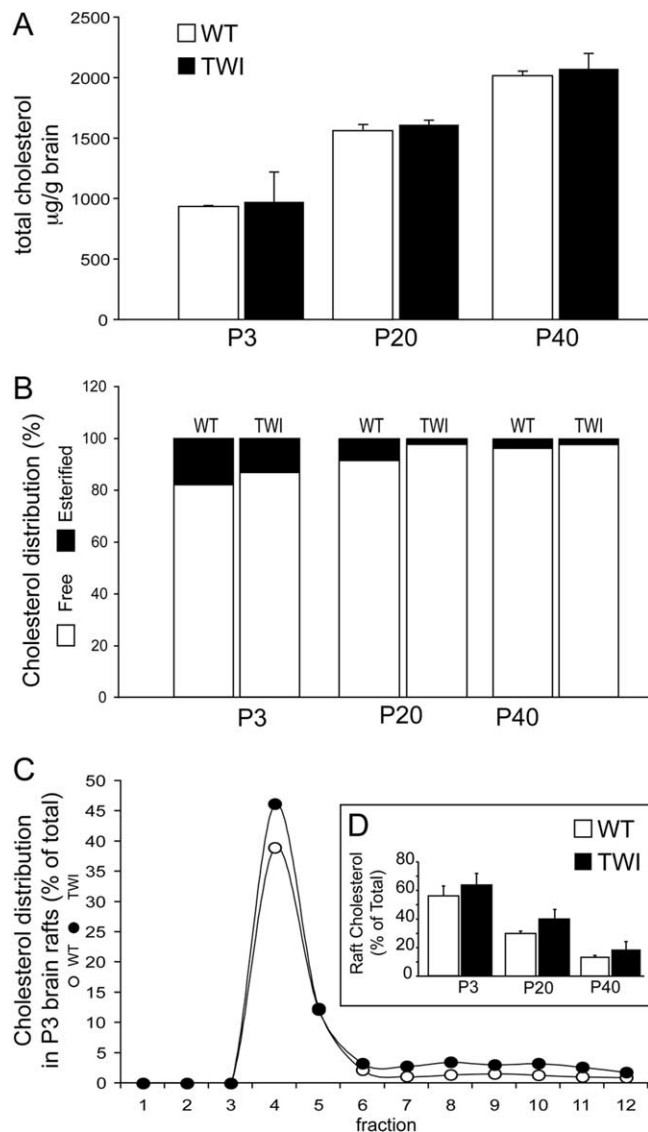 A
WT
TWI
total cholesterol
µg/g brain
2500
2000
1500
1000
500
0
P3 P20 P40
B
Cholesterol distribution (%)
Free Esterified
120
100
80
60
40
20
0
WT TWI WT TWI WT TWI
P3 P20 P40
C
Cholesterol distribution
in P3 brain rafts (% of total)
WT TWI
50
45
40
35
30
25
20
15
10
5
0
1 2 3 4 5 6 7 8 9 10 11 12
fraction
D
WT
TWI
Raft Cholesterol
(% of Total)
80
60
40
20
0
P3 P20 P40